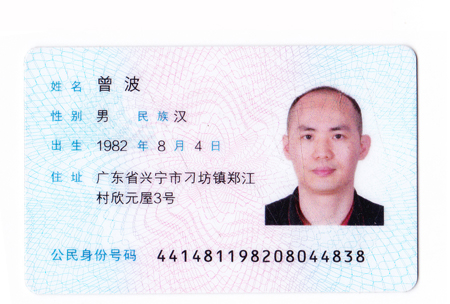 姓名 曾波
性别 男 民族 汉
出生 1982 年 8 月 4 日
住址 广东省兴宁市刁坊镇郑江
村欣元屋3号
公民身份号码 441481198208044838